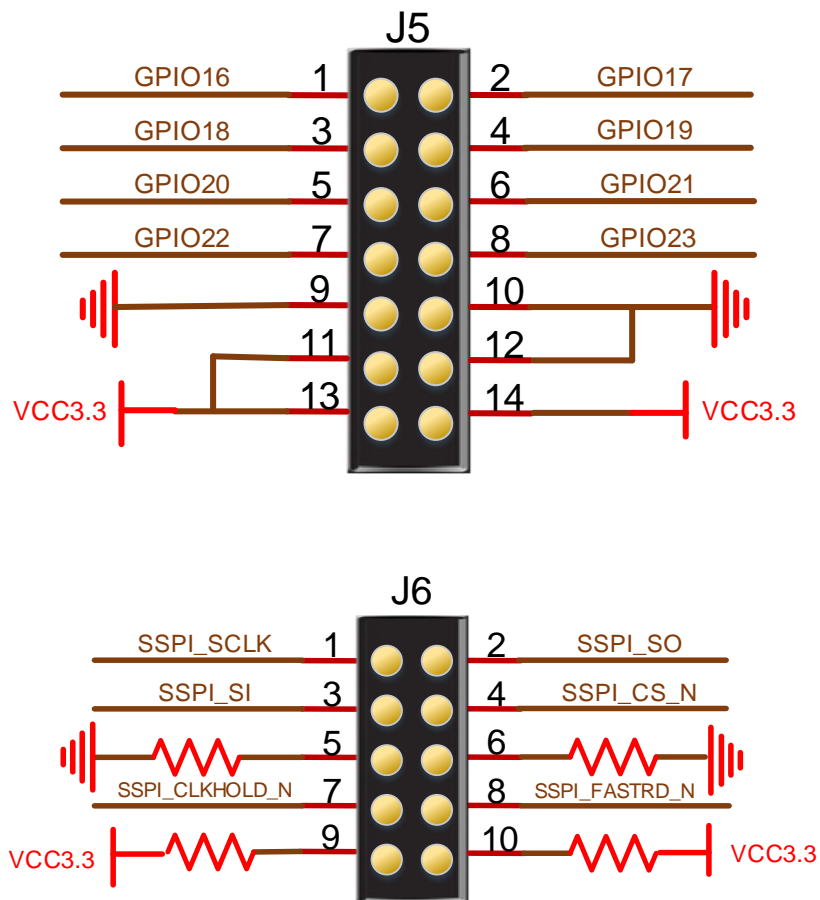 J5
GPIO16 1 2 GPIO17
GPIO18 3 4 GPIO19
GPIO20 5 6 GPIO21
GPIO22 7 8 GPIO23
9 10
11 12
VCC3.3 13 14 VCC3.3
J6
SSPI_SCLK 1 2 SSPI_SO
SSPI_SI 3 4 SSPI_CS_N
5 6
SSPI_CLKHOLD_N 7 8 SSPI_FASTRD_N
VCC3.3 9 10 VCC3.3